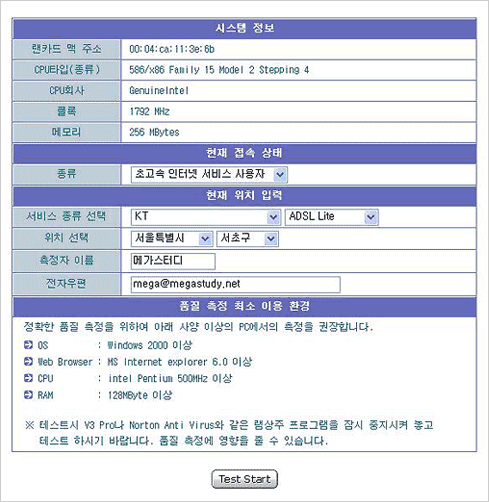 시스템 정보
랜카드 맥 주소 00:04:ca:11:3e:6b
CPU타입(종류) 586/x86 Family 15 Model 2 Stepping 4
CPU회사 GenuineIntel
클록 1792 MHz
메모리 256 MBytes
현재 접속 상태
종류 초고속 인터넷 서비스 사용자
현재 위치 입력
서비스 종류 선택 KT ADSL Lite
위치 선택 서울특별시 서초구
측정자 이름 메가스터디
전자우편 mega@megastudy.net
품질 측정 최소 이용 환경
정확한 품질 측정을 위하여 아래 사양 이상의 PC에서의 측정을 권장합니다.
OS : Windows 2000 이상
Web Browser : MS Internet explorer 6.0 이상
CPU : intel Pentium 500MHz 이상
RAM : 128MByte 이상
※ 테스트시 V3 Pro나 Norton Anti Virus와 같은 램상주 프로그램을 잠시 중지시켜 놓고
테스트 하시기 바랍니다. 품질 측정에 영향을 줄 수 있습니다.
Test Start